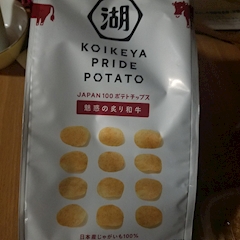 湖
KOIKEYA
PRIDE
POTATO
JAPAN 100 ポテトチップス
魅惑の炙り和牛
日本産じゃがいも100%